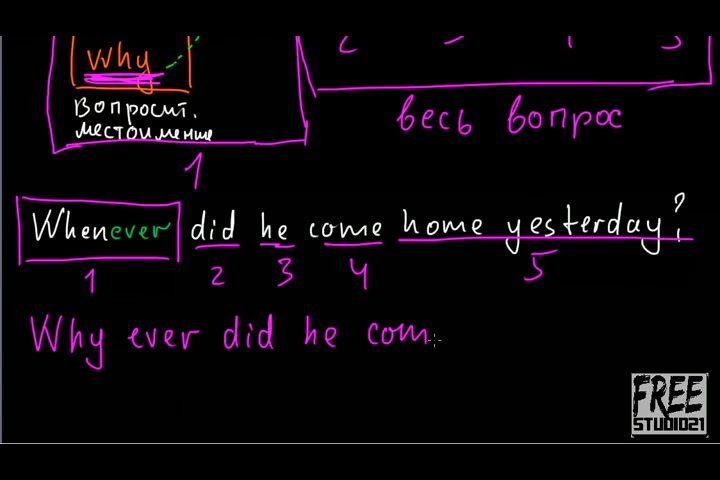 why
Вопросит.
местоимение
1
весь вопрос
Whenever did he come home yesterday?
1 2 3 4 5
Why ever did he com
FREE
STUDIO21